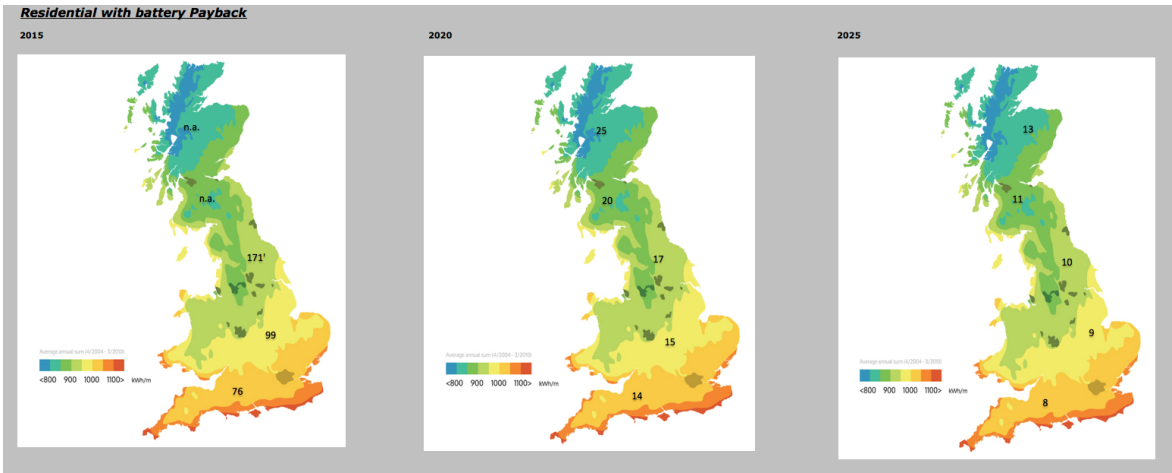 Residential with battery Payback
2015
2020
2025
n.a.
n.a.
171'
99
76
Average annual sum (4/2004 - 3/2010)
<800 900 1000 1100> kWh/m
25
20
17
15
14
Average annual sum (4/2004 - 3/2010)
<800 900 1000 1100> kWh/m
13
11
10
9
8
Average annual sum (4/2004 - 3/2010)
<800 900 1000 1100> kWh/m